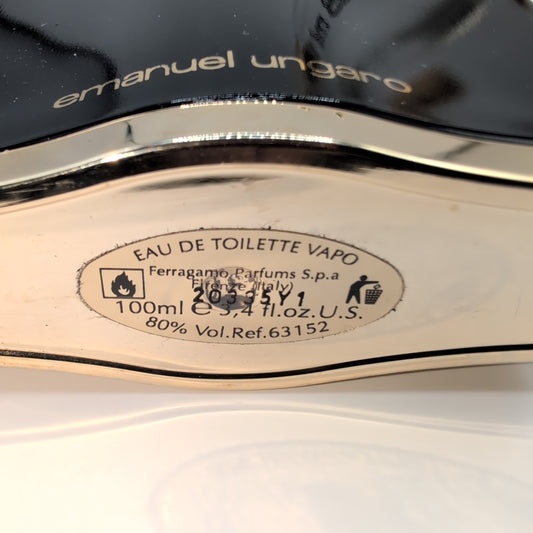 emanuel ungaro
EAU DE TOILETTE VAPO
Ferragamo Parfums S.p.a
Firenze (Italy)
20335Y1
100ml e 3,4 fl.oz.U.S.
80% Vol.Ref.63152